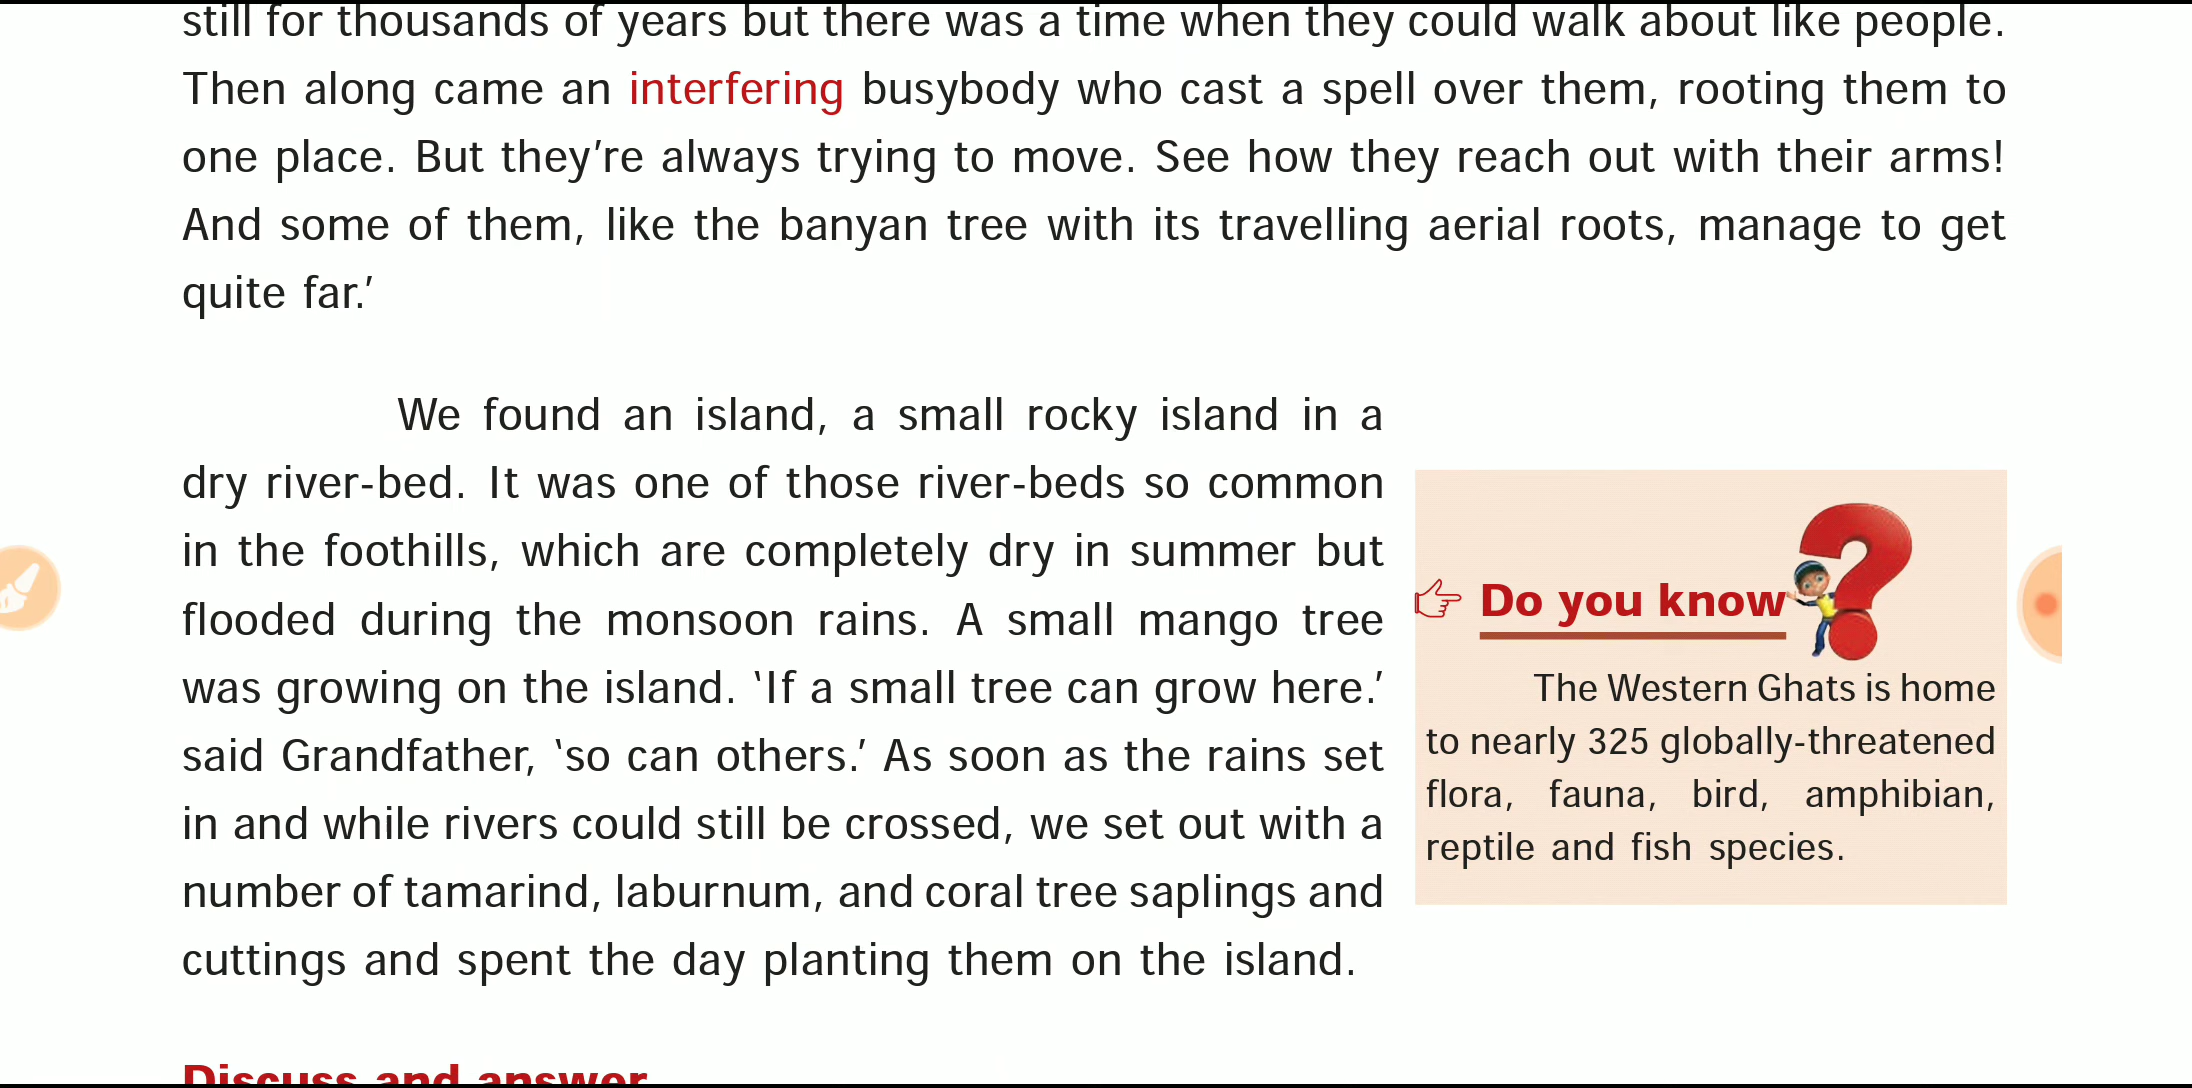 still for thousands of years but there was a time when they could walk about like people.
Then along came an interfering busybody who cast a spell over them, rooting them to
one place. But they’re always trying to move. See how they reach out with their arms!
And some of them, like the banyan tree with its travelling aerial roots, manage to get
quite far.’
We found an island, a small rocky island in a
dry river-bed. It was one of those river-beds so common
in the foothills, which are completely dry in summer but
flooded during the monsoon rains. A small mango tree
was growing on the island. ‘If a small tree can grow here.’
said Grandfather, ‘so can others.’ As soon as the rains set
in and while rivers could still be crossed, we set out with a
number of tamarind, laburnum, and coral tree saplings and
cuttings and spent the day planting them on the island.
Do you know
The Western Ghats is home
to nearly 325 globally-threatened
flora, fauna, bird, amphibian,
reptile and fish species.
Discuss and answer